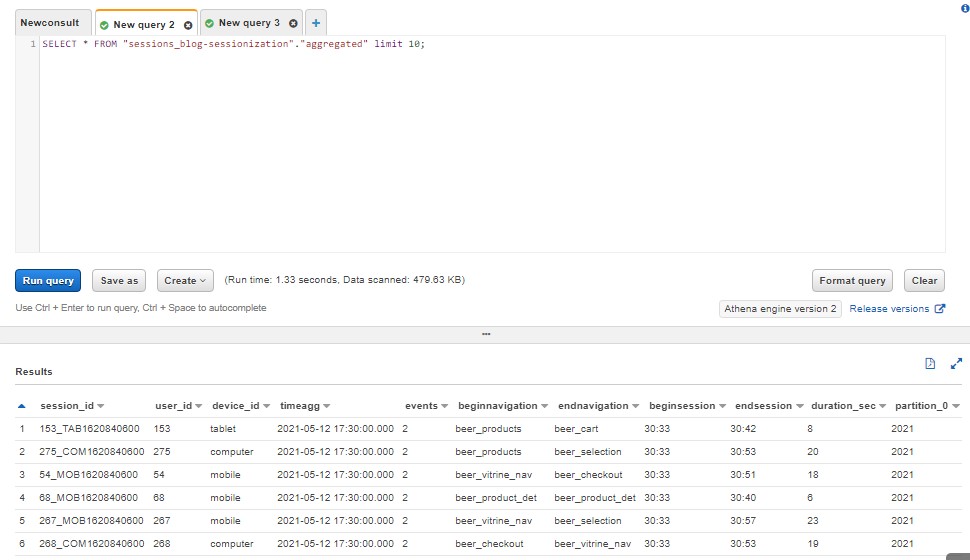 Newconsult New query 2 New query 3 +
1 SELECT * FROM "sessions_blog-sessionization"."aggregated" limit 10;
Run query Save as Create (Run time: 1.33 seconds, Data scanned: 479.63 KB) Format query Clear
Use Ctrl + Enter to run query, Ctrl + Space to autocomplete Athena engine version 2 Release versions
Results
session_id user_id device_id timeagg events beginnavigation endnavigation beginsession endsession duration_sec partition_0
1 153_TAB1620840600 153 tablet 2021-05-12 17:30:00.000 2 beer_products beer_cart 30:33 30:42 8 2021
2 275_COM1620840600 275 computer 2021-05-12 17:30:00.000 2 beer_products beer_selection 30:33 30:53 20 2021
3 54_MOB1620840600 54 mobile 2021-05-12 17:30:00.000 2 beer_vitrine_nav beer_checkout 30:33 30:51 18 2021
4 68_MOB1620840600 68 mobile 2021-05-12 17:30:00.000 2 beer_product_det beer_product_det 30:33 30:40 6 2021
5 267_MOB1620840600 267 mobile 2021-05-12 17:30:00.000 2 beer_vitrine_nav beer_selection 30:33 30:57 23 2021
6 268_COM1620840600 268 computer 2021-05-12 17:30:00.000 2 beer_checkout beer_vitrine_nav 30:33 30:53 19 2021